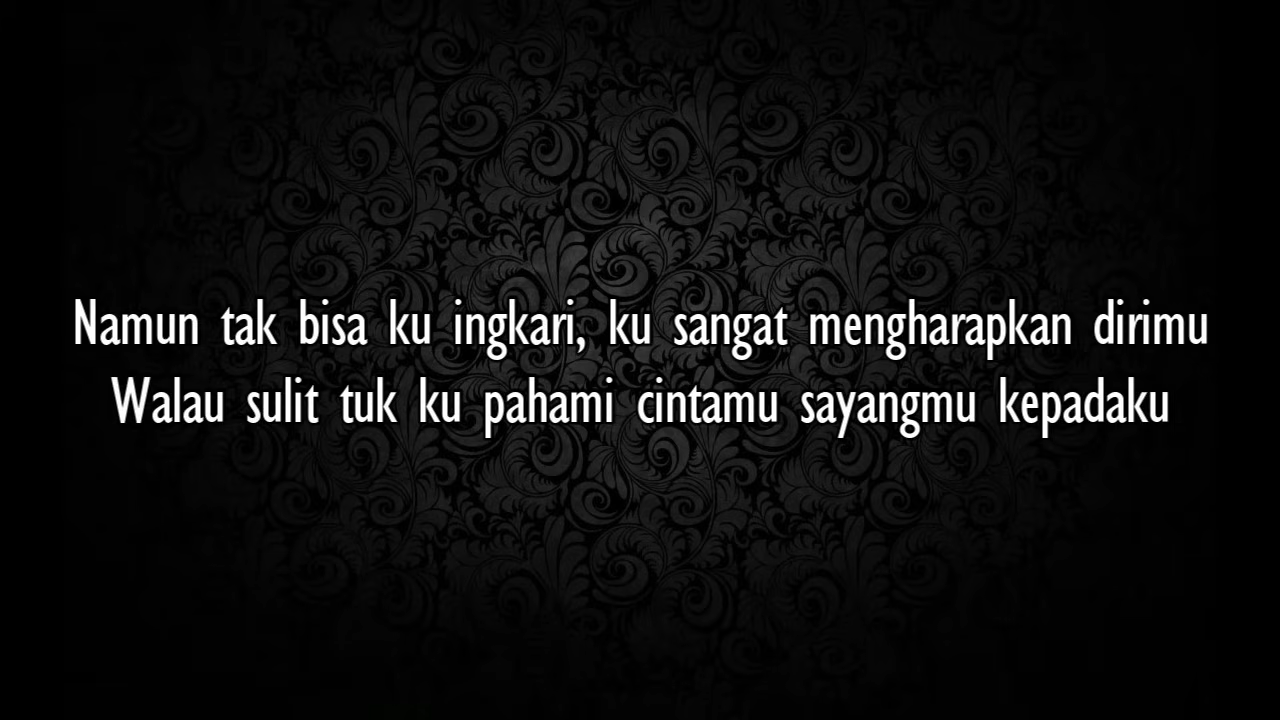 Namun tak bisa ku ingkari, ku sangat mengharapkan dirimu
Walau sulit tuk ku pahami cintamu sayangmu kepadaku